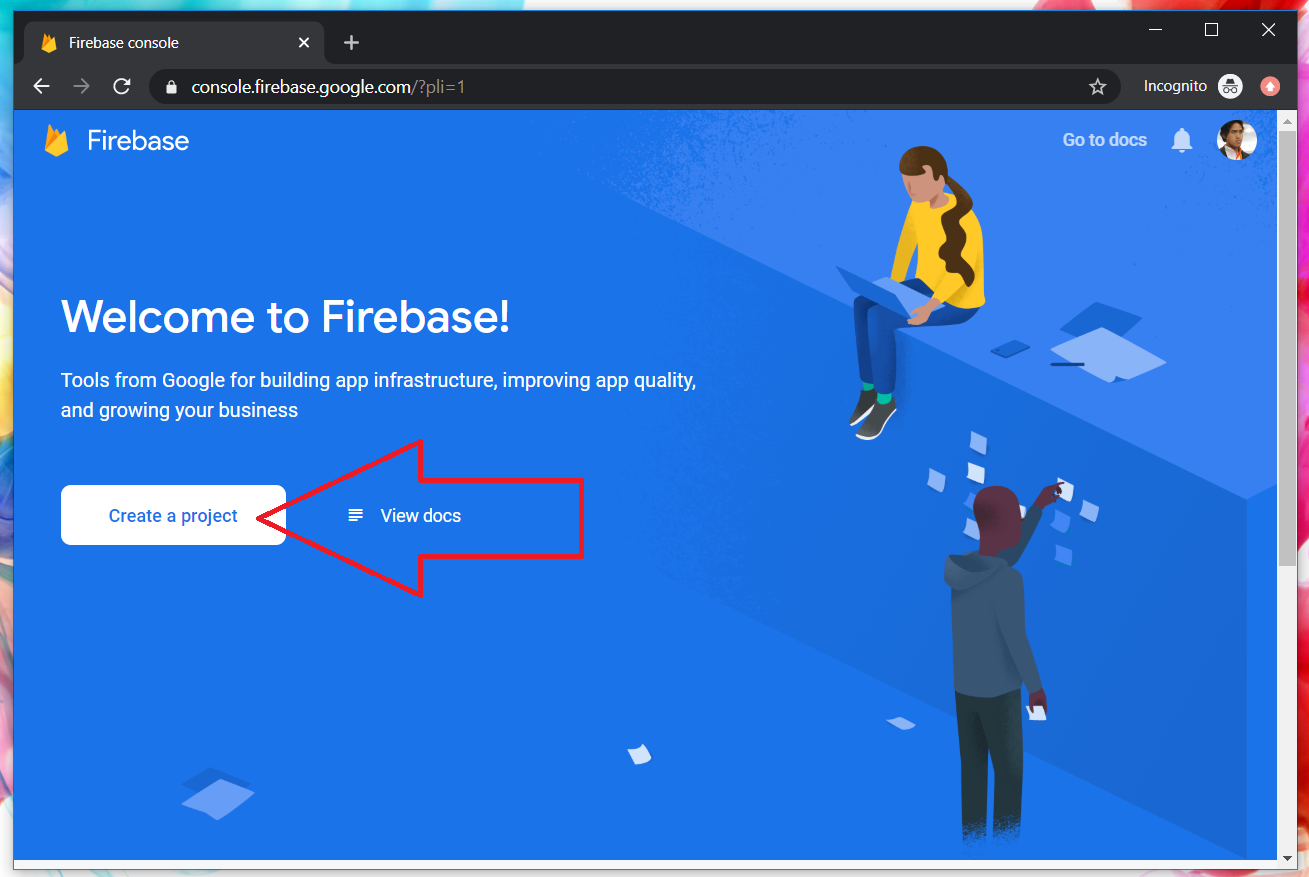 Firebase console
console.firebase.google.com/?pli=1
Incognito
Firebase
Go to docs
Welcome to Firebase!
Tools from Google for building app infrastructure, improving app quality,
and growing your business
Create a project
View docs